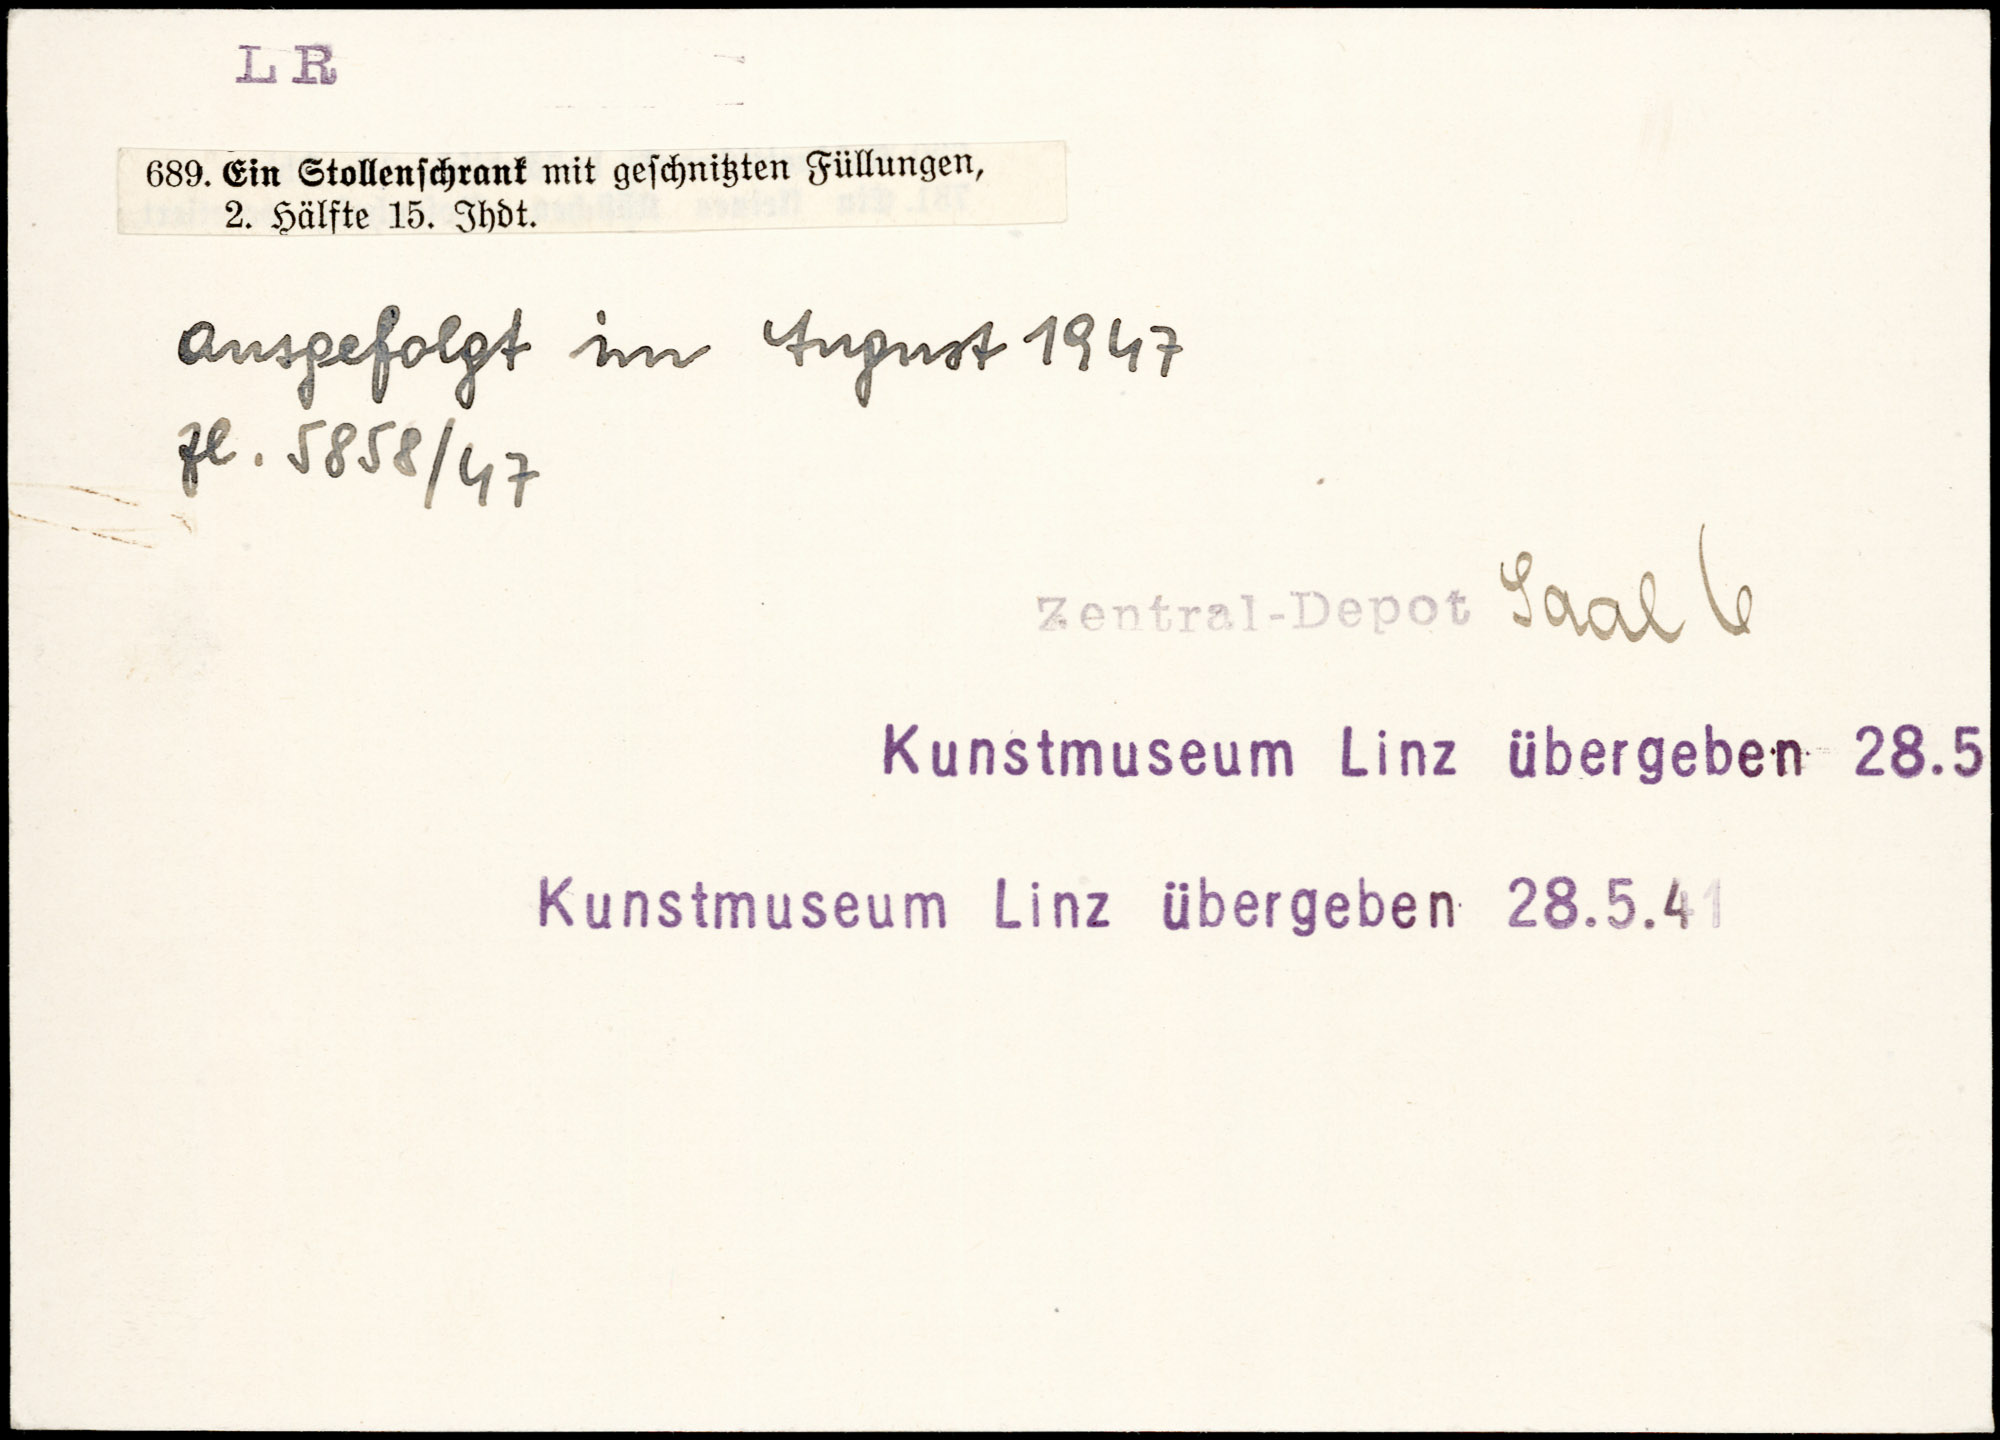 LR
689. Ein Stollenschrank mit geschnitzten Füllungen,
2. Hälfte 15. Jhdt.
ausgefolgt im August 1947
zl. 5858/47
Zentral-Depot Saal 6
Kunstmuseum Linz übergeben 28.5
Kunstmuseum Linz übergeben 28.5.41